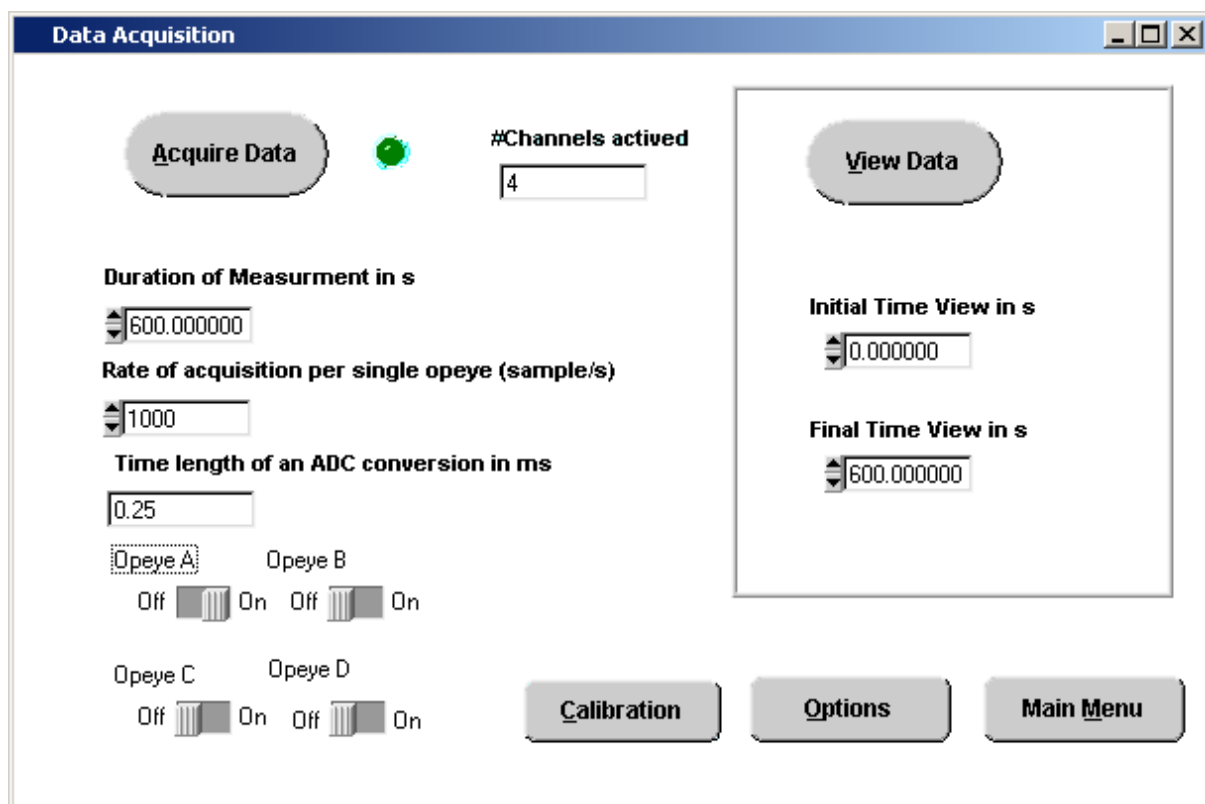 Data Acquisition
Acquire Data
#Channels actived
4
View Data
Duration of Measurment in s
600.000000
Initial Time View in s
0.000000
Rate of acquisition per single opeye (sample/s)
1000
Final Time View in s
600.000000
Time length of an ADC conversion in ms
0.25
Opeye A Opeye B
Off On Off On
Opeye C Opeye D
Off On Off On
Calibration
Options
Main Menu